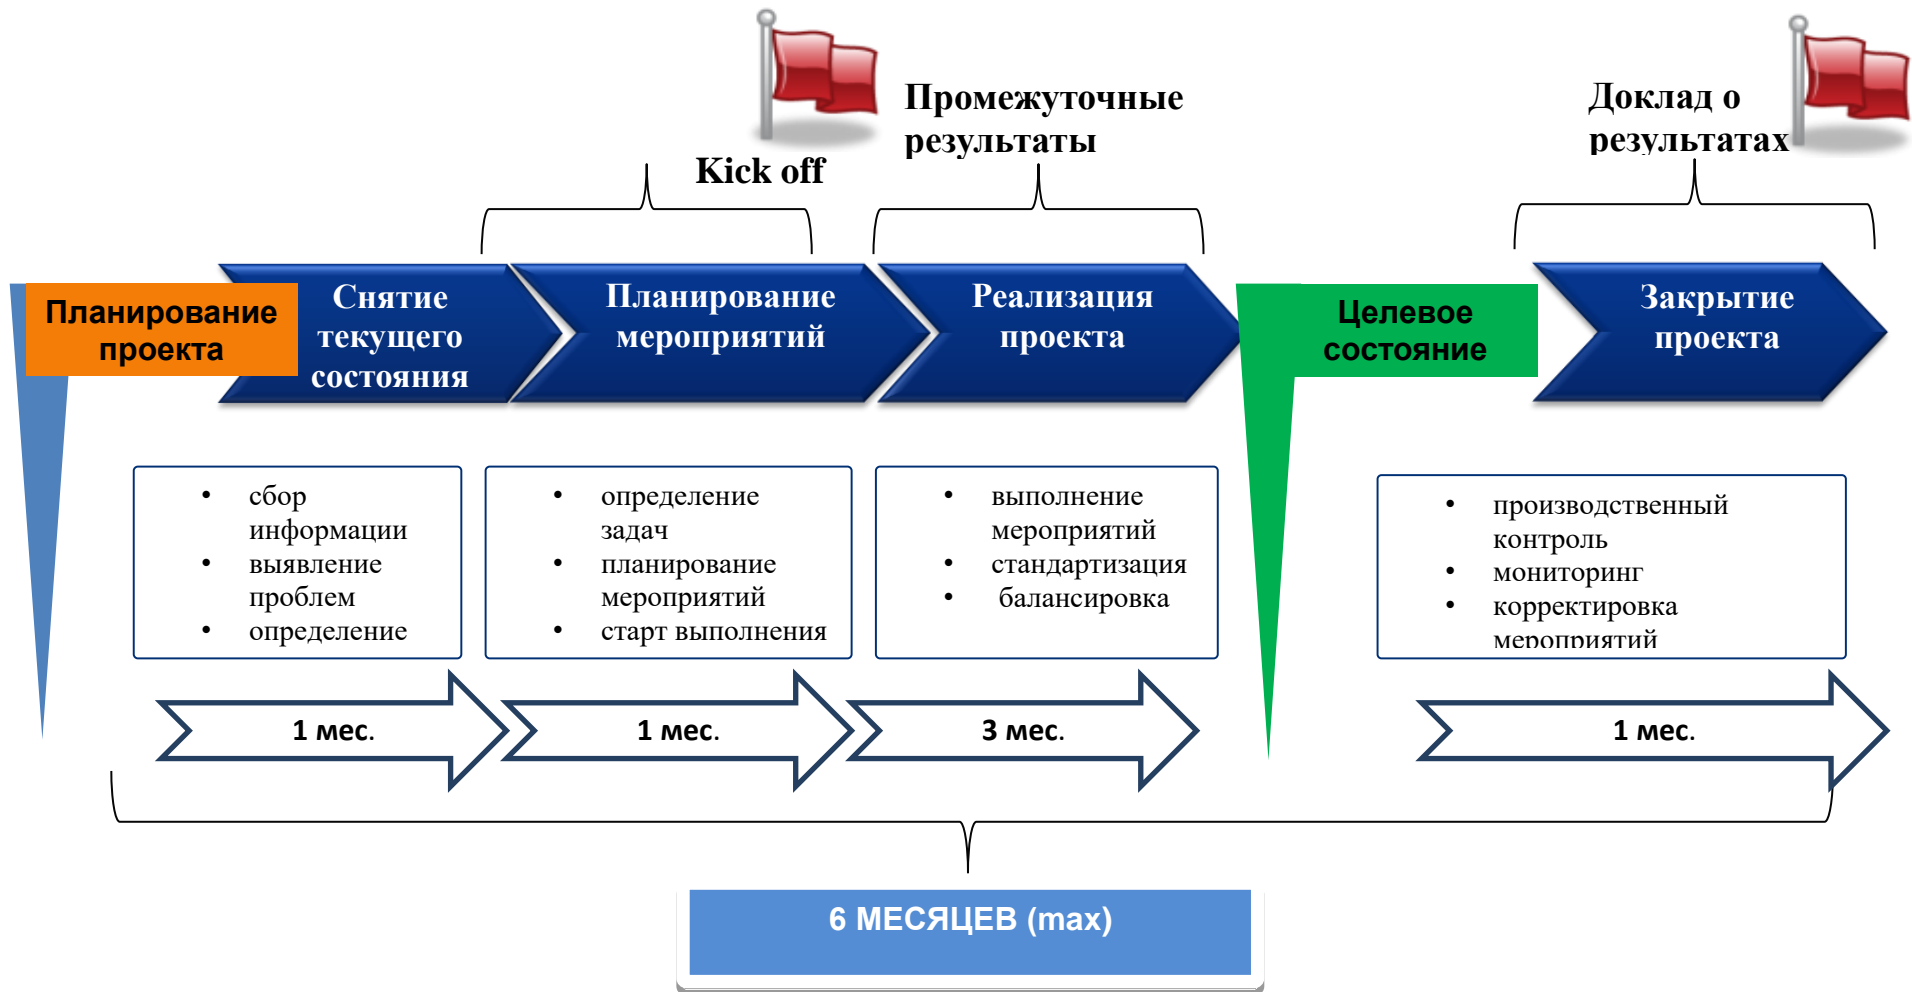 Промежуточные
результаты
Доклад о
результатах
Kick off
Планирование
проекта
Снятие
текущего
состояния
Планирование
мероприятий
Реализация
проекта
Целевое
состояние
Закрытие
проекта
• сбор
информации
• выявление
проблем
• определение
• определение
задач
• планирование
мероприятий
• старт выполнения
• выполнение
мероприятий
• стандартизация
• балансировка
• производственный
контроль
• мониторинг
• корректировка
мероприятий
1 мес.
1 мес.
3 мес.
1 мес.
6 МЕСЯЦЕВ (max)